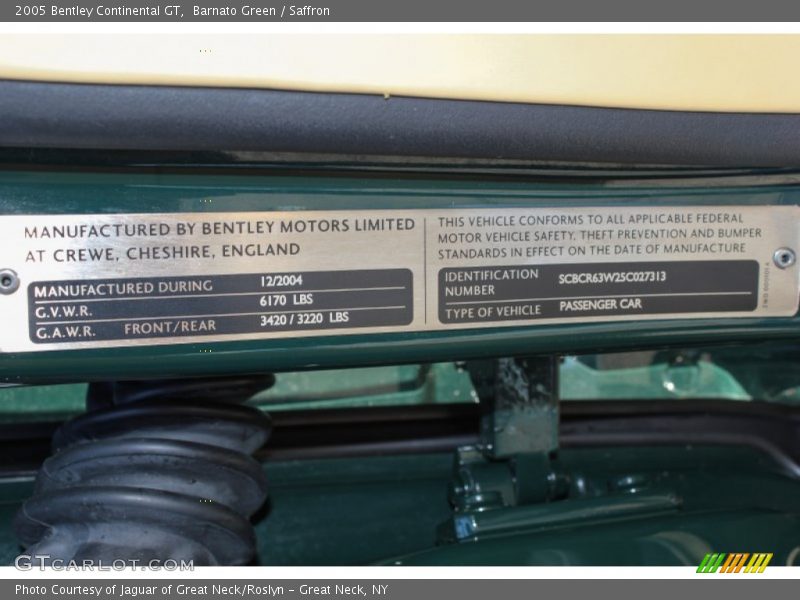 2005 Bentley Continental GT, Barnato Green / Saffron
MANUFACTURED BY BENTLEY MOTORS LIMITED
AT CREWE, CHESHIRE, ENGLAND
MANUFACTURED DURING 12/2004
G.V.W.R. 6170 LBS
G.A.W.R. FRONT/REAR 3420 / 3220 LBS
THIS VEHICLE CONFORMS TO ALL APPLICABLE FEDERAL
MOTOR VEHICLE SAFETY, THEFT PREVENTION AND BUMPER
STANDARDS IN EFFECT ON THE DATE OF MANUFACTURE
IDENTIFICATION
NUMBER SCBCR63W25C027313
TYPE OF VEHICLE PASSENGER CAR
GTCARLOT.COM
Photo Courtesy of Jaguar of Great Neck/Roslyn – Great Neck, NY